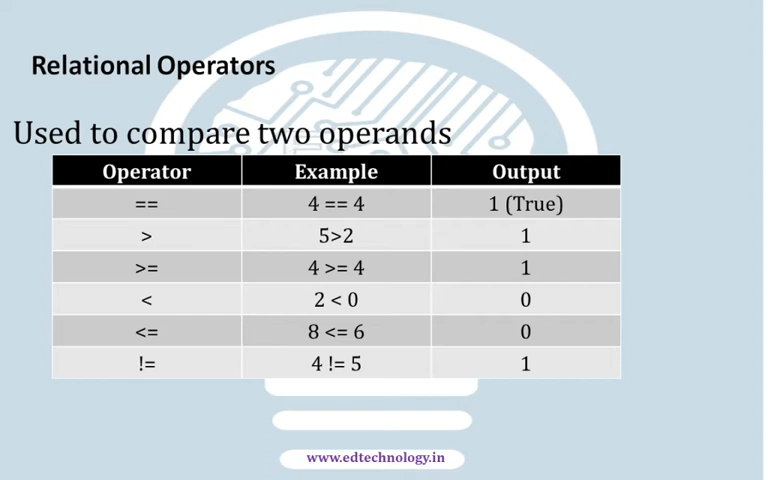 Relational Operators
Used to compare two operands
Operator Example Output
== 4 == 4 1 (True)
> 5>2 1
>= 4 >= 4 1
< 2 < 0 0
<= 8 <= 6 0
!= 4 != 5 1
www.edtechnology.in